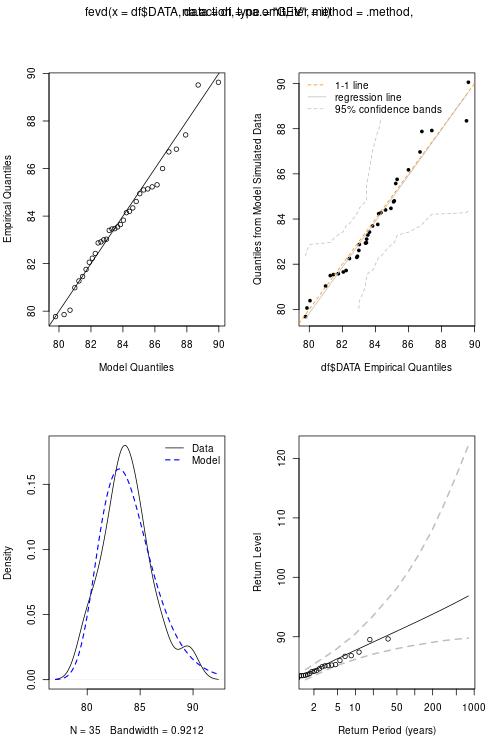 fevd(x = df$DATA, data = df, type = "GEV", method = .method,
80 82 84 86 88 90
Model Quantiles
80 82 84 86 88 90
Empirical Quantiles
1-1 line
regression line
95% confidence bands
80 82 84 86 88 90
df$DATA Empirical Quantiles
80 82 84 86 88 90
Quantiles from Model Simulated Data
Data
Model
80 85 90
N = 35 Bandwidth = 0.9212
0.00 0.05 0.10 0.15
Density
2 5 10 50 200 1000
Return Period (years)
90 100 110 120
Return Level